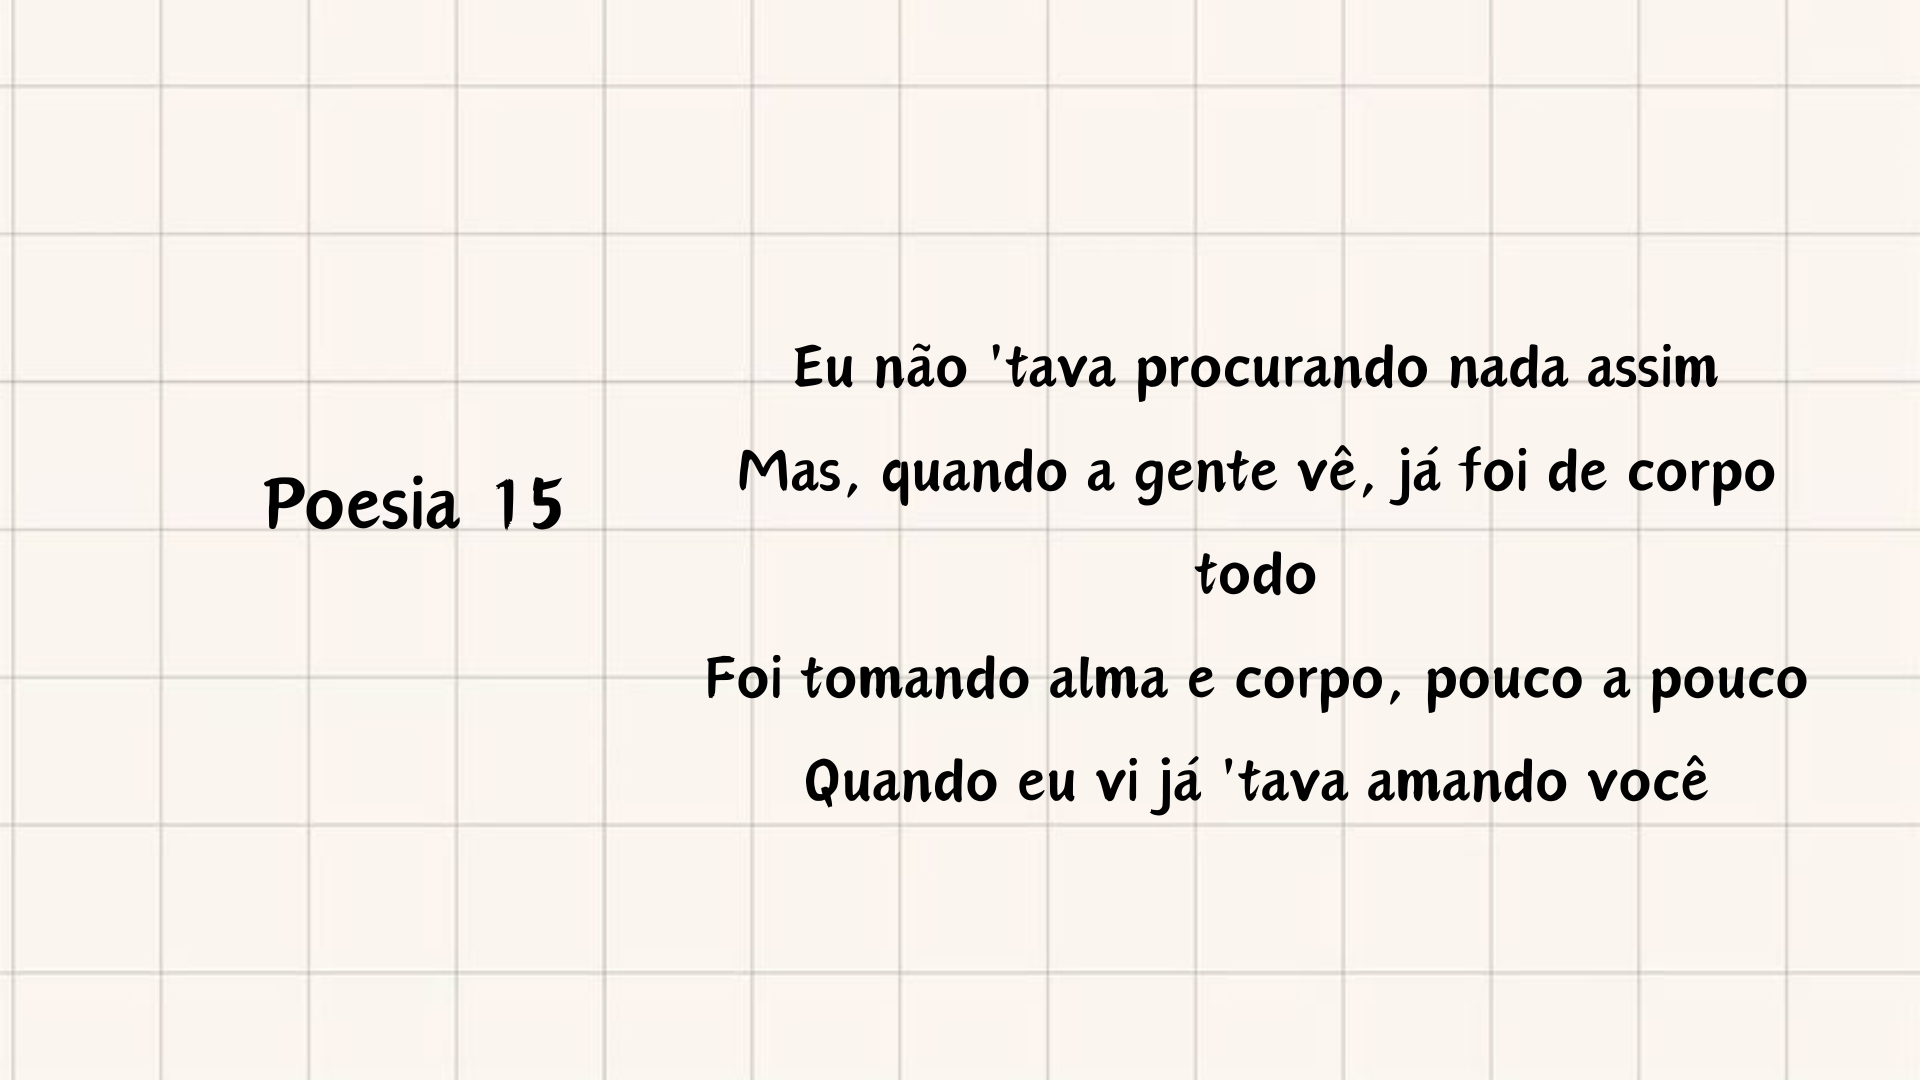 Poesia 15
Eu não 'tava procurando nada assim
Mas, quando a gente vê, já foi de corpo
todo
Foi tomando alma e corpo, pouco a pouco
Quando eu vi já 'tava amando você